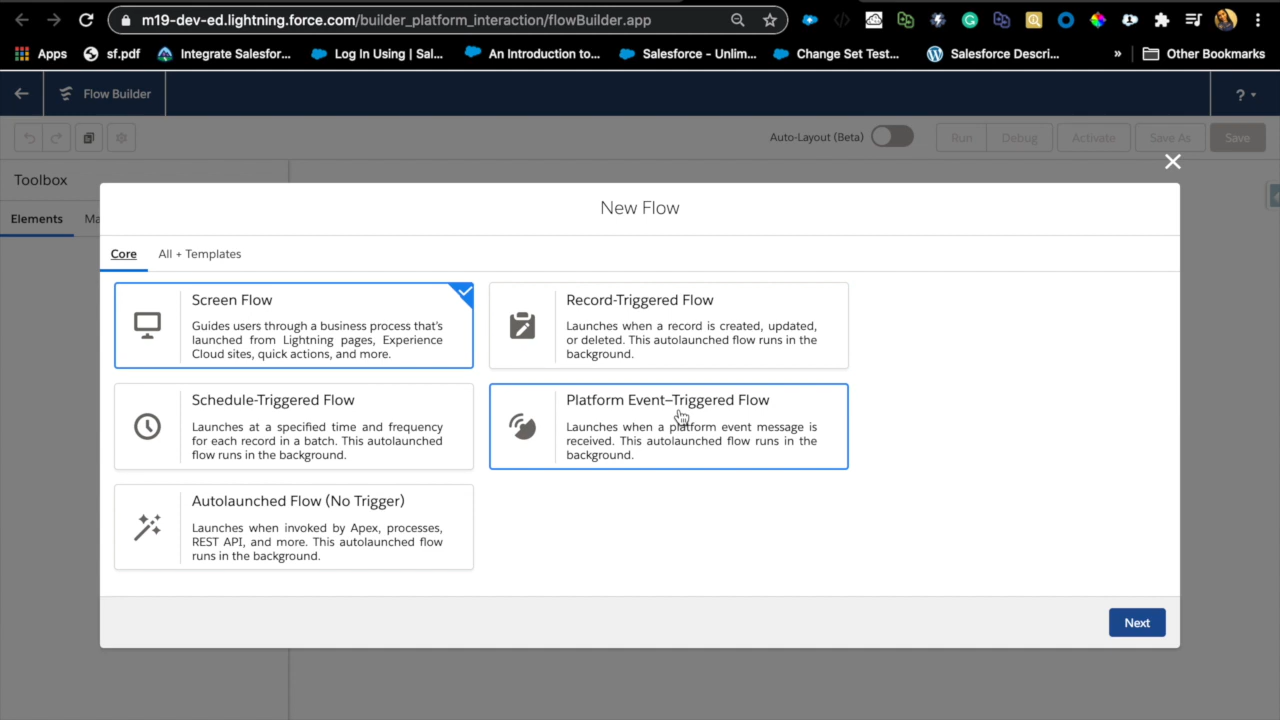 m19-dev-ed.lightning.force.com/builder_platform_interaction/flowBuilder.app
Apps
sf.pdf
Integrate Salesfor...
Log In Using | Sal...
An Introduction to...
Salesforce - Unlim...
Change Set Test...
Salesforce Descri...
»
Other Bookmarks
Flow Builder
?
Auto-Layout (Beta)
Run
Debug
Activate
Save As
Save
Toolbox
Elements
Ma
New Flow
Core
All + Templates
Screen Flow
Guides users through a business process that's
launched from Lightning pages, Experience
Cloud sites, quick actions, and more.
Record-Triggered Flow
Launches when a record is created, updated,
or deleted. This autolaunched flow runs in the
background.
Schedule-Triggered Flow
Launches at a specified time and frequency
for each record in a batch. This autolaunched
flow runs in the background.
Platform Event–Triggered Flow
Launches when a platform event message is
received. This autolaunched flow runs in the
background.
Autolaunched Flow (No Trigger)
Launches when invoked by Apex, processes,
REST API, and more. This autolaunched flow
runs in the background.
Next